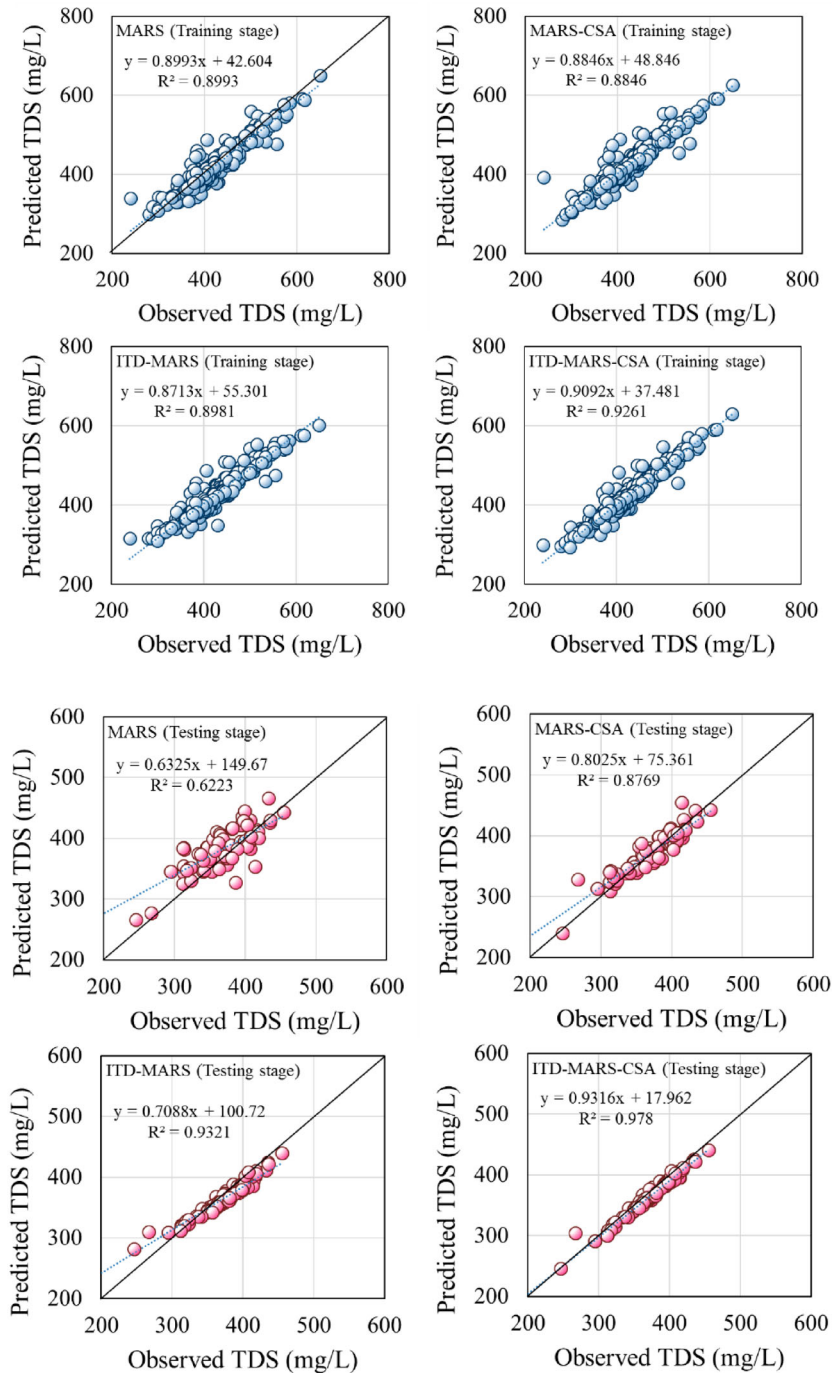 MARS (Training stage)
y = 0.8993x + 42.604
R² = 0.8993
Predicted TDS (mg/L)
800
600
400
200
200 400 600 800
Observed TDS (mg/L)
MARS-CSA (Training stage)
y = 0.8846x + 48.846
R² = 0.8846
Predicted TDS (mg/L)
800
600
400
200
200 400 600 800
Observed TDS (mg/L)
ITD-MARS (Training stage)
y = 0.8713x + 55.301
R² = 0.8981
Predicted TDS (mg/L)
800
600
400
200
200 400 600 800
Observed TDS (mg/L)
ITD-MARS-CSA (Training stage)
y = 0.9092x + 37.481
R² = 0.9261
Predicted TDS (mg/L)
800
600
400
200
200 400 600 800
Observed TDS (mg/L)
MARS (Testing stage)
y = 0.6325x + 149.67
R² = 0.6223
Predicted TDS (mg/L)
600
500
400
300
200
200 300 400 500 600
Observed TDS (mg/L)
MARS-CSA (Testing stage)
y = 0.8025x + 75.361
R² = 0.8769
Predicted TDS (mg/L)
600
500
400
300
200
200 300 400 500 600
Observed TDS (mg/L)
ITD-MARS (Testing stage)
y = 0.7088x + 100.72
R² = 0.9321
Predicted TDS (mg/L)
600
500
400
300
200
200 300 400 500 600
Observed TDS (mg/L)
ITD-MARS-CSA (Testing stage)
y = 0.9316x + 17.962
R² = 0.978
Predicted TDS (mg/L)
600
500
400
300
200
200 300 400 500 600
Observed TDS (mg/L)